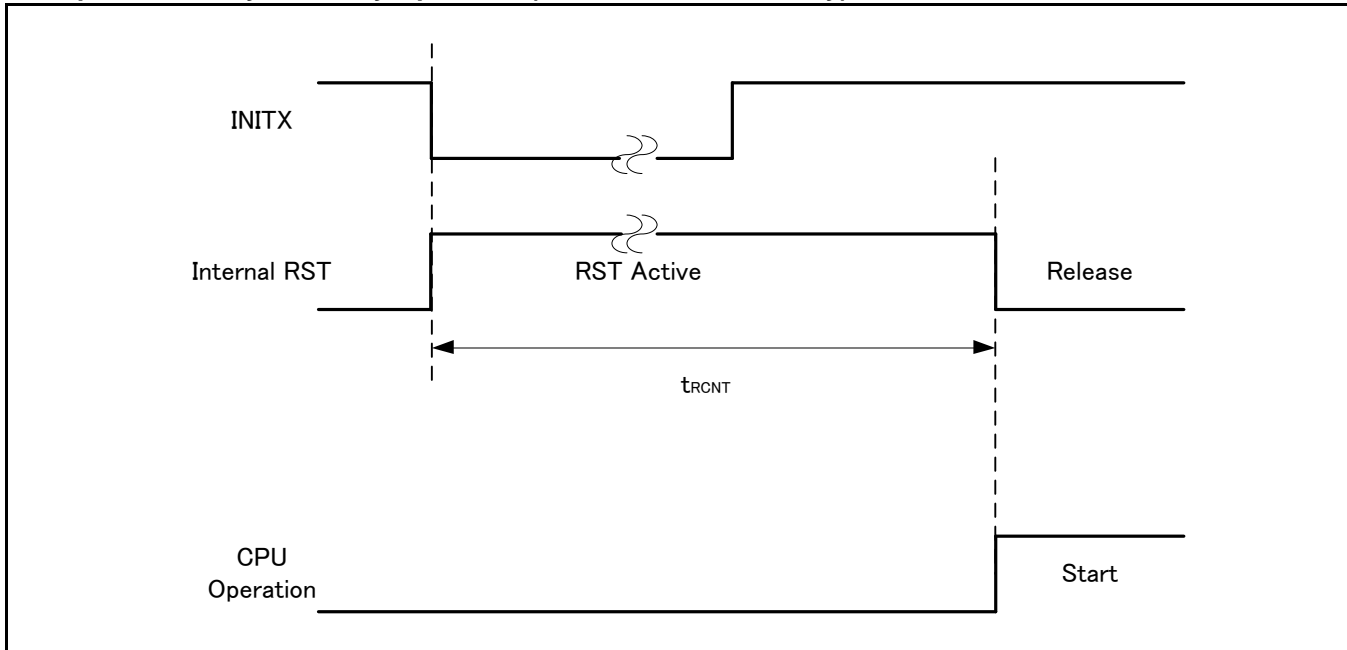 INITX
Internal RST
RST Active
Release
tRCNT
CPU
Operation
Start